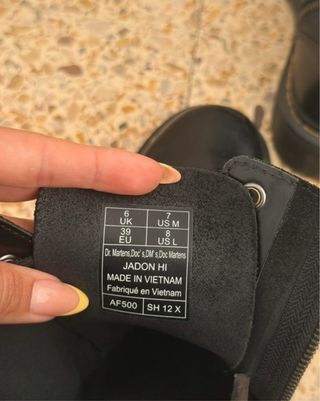 6 UK 7 US M
39 EU 8 US L
Dr. Martens,Doc's,DM's,Doc Martens
JADON HI
MADE IN VIETNAM
Fabriqué en Vietnam
AF500 SH 12 X